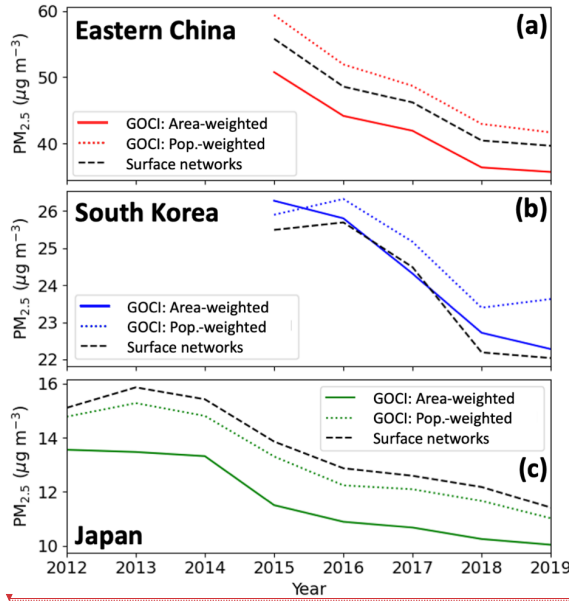 Eastern China
(a)
60
50
40
PM2.5 (μg m−3)
GOCI: Area-weighted
GOCI: Pop.-weighted
Surface networks
South Korea
(b)
26
25
24
23
22
PM2.5 (μg m−3)
GOCI: Area-weighted
GOCI: Pop.-weighted
Surface networks
16
14
12
10
PM2.5 (μg m−3)
GOCI: Area-weighted
GOCI: Pop.-weighted
Surface networks
(c)
Japan
2012 2013 2014 2015 2016 2017 2018 2019
Year